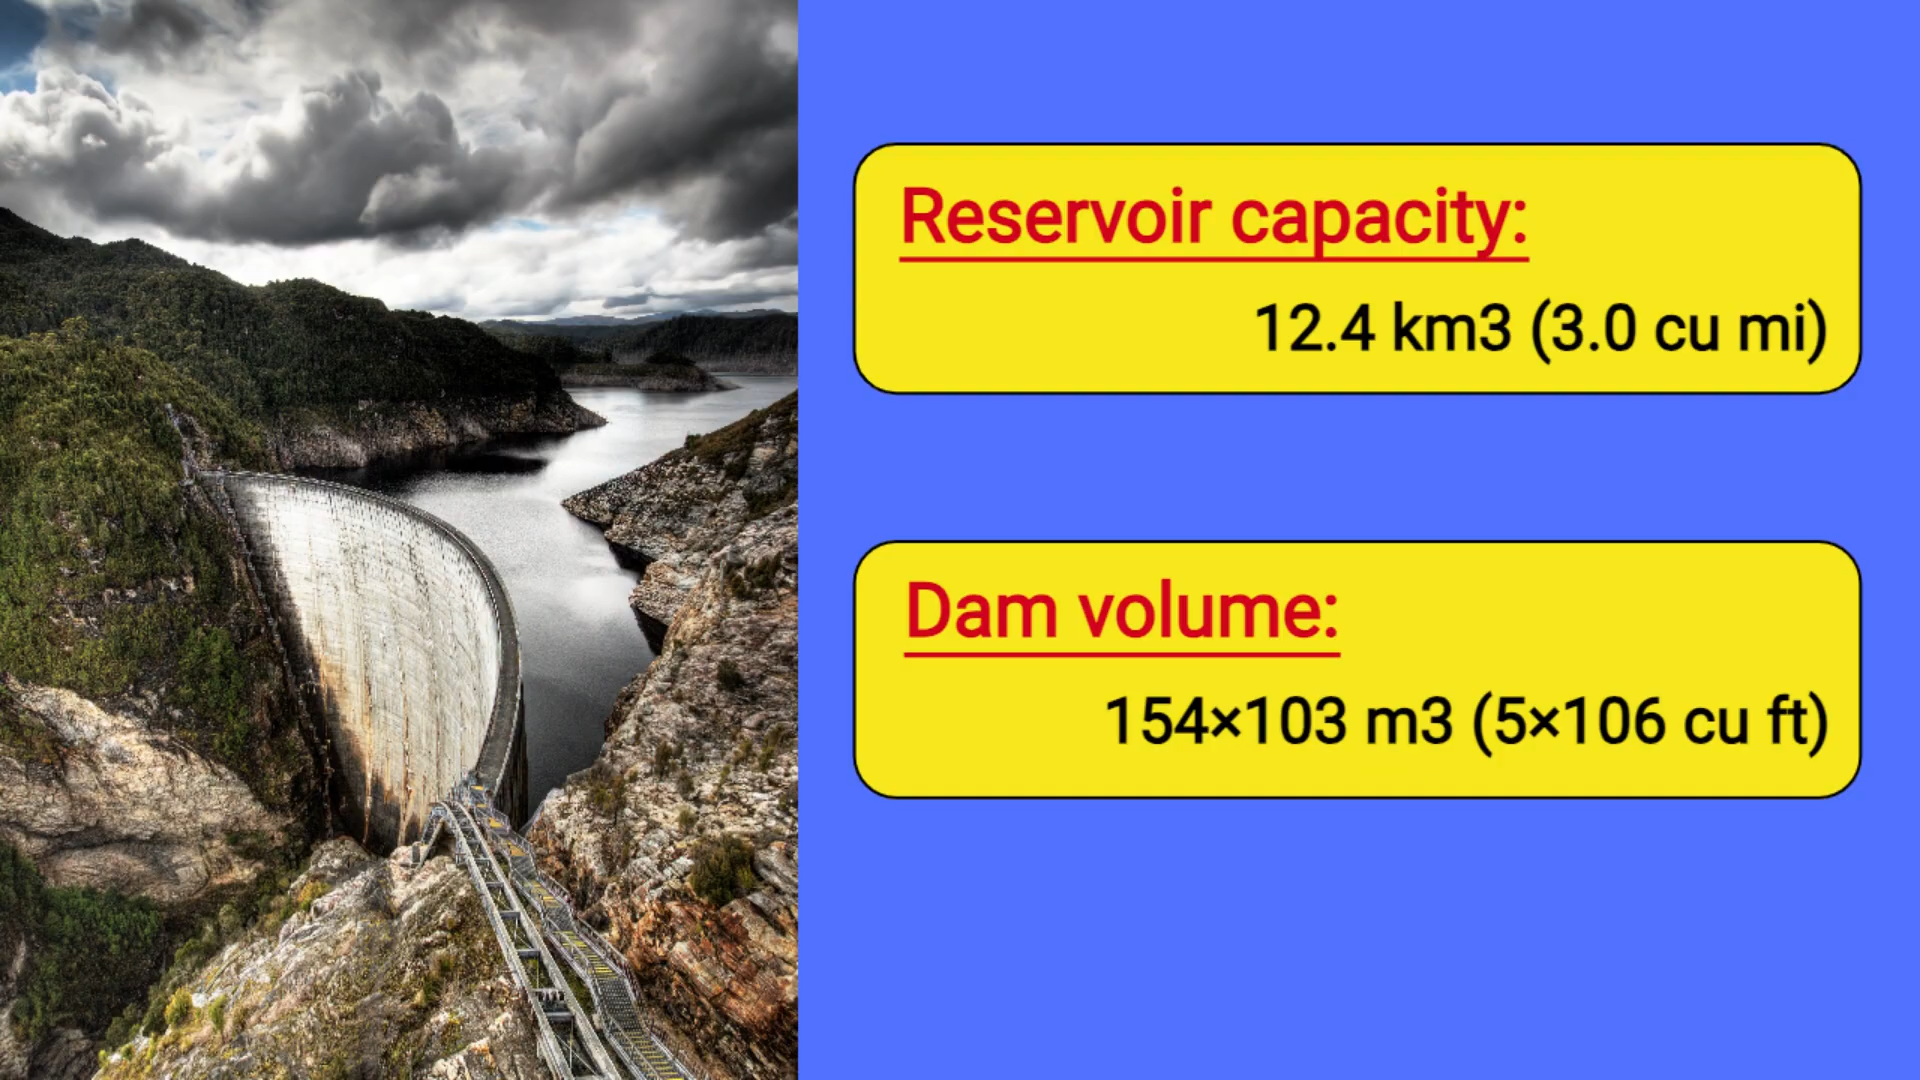 Reservoir capacity:
12.4 km3 (3.0 cu mi)
Dam volume:
154×103 m3 (5×106 cu ft)